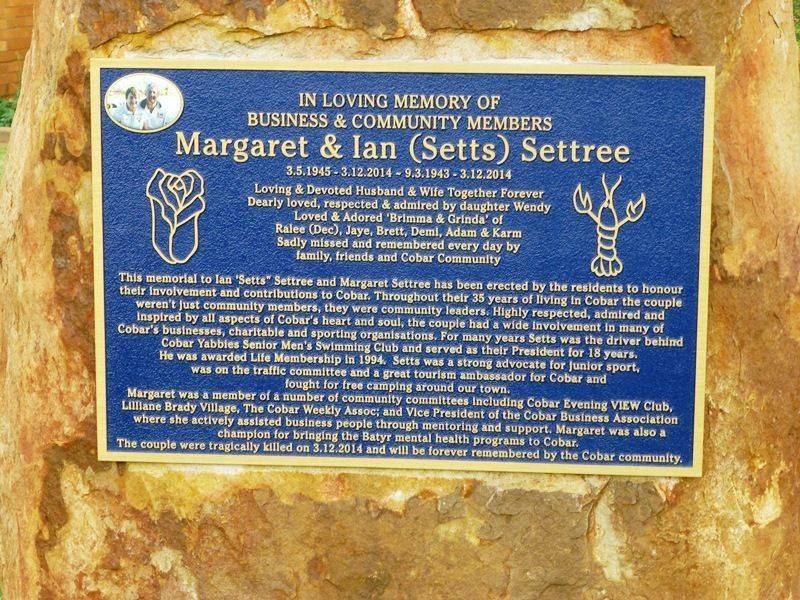 IN LOVING MEMORY OF
BUSINESS & COMMUNITY MEMBERS
Margaret & Ian (Setts) Settree
3.5.1945 - 3.12.2014 ~ 9.3.1943 - 3.12.2014
Loving & Devoted Husband & Wife Together Forever
Dearly loved, respected & admired by daughter Wendy
Loved & Adored 'Brimma & Grinda' of
Ralee (Dec), Jaye, Brett, Demi, Adam & Karm
Sadly missed and remembered every day by
family, friends and Cobar Community
This memorial to Ian 'Setts" Settree and Margaret Settree has been erected by the residents to honour
their involvement and contributions to Cobar. Throughout their 35 years of living in Cobar the couple
weren't just community members, they were community leaders. Highly respected, admired and
inspired by all aspects of Cobar's heart and soul, the couple had a wide involvement in many of
Cobar's businesses, charitable and sporting organisations. For many years Setts was the driver behind
Cobar Yabbies Senior Men's Swimming Club and served as their President for 18 years.
He was awarded Life Membership in 1994. Setts was a strong advocate for junior sport,
was on the traffic committee and a great tourism ambassador for Cobar and
fought for free camping around our town.
Margaret was a member of a number of community committees including Cobar Evening VIEW Club,
Lilliane Brady Village, The Cobar Weekly Assoc; and Vice President of the Cobar Business Association
where she actively assisted business people through mentoring and support. Margaret was also a
champion for bringing the Batyr mental health programs to Cobar.
The couple were tragically killed on 3.12.2014 and will be forever remembered by the Cobar community.